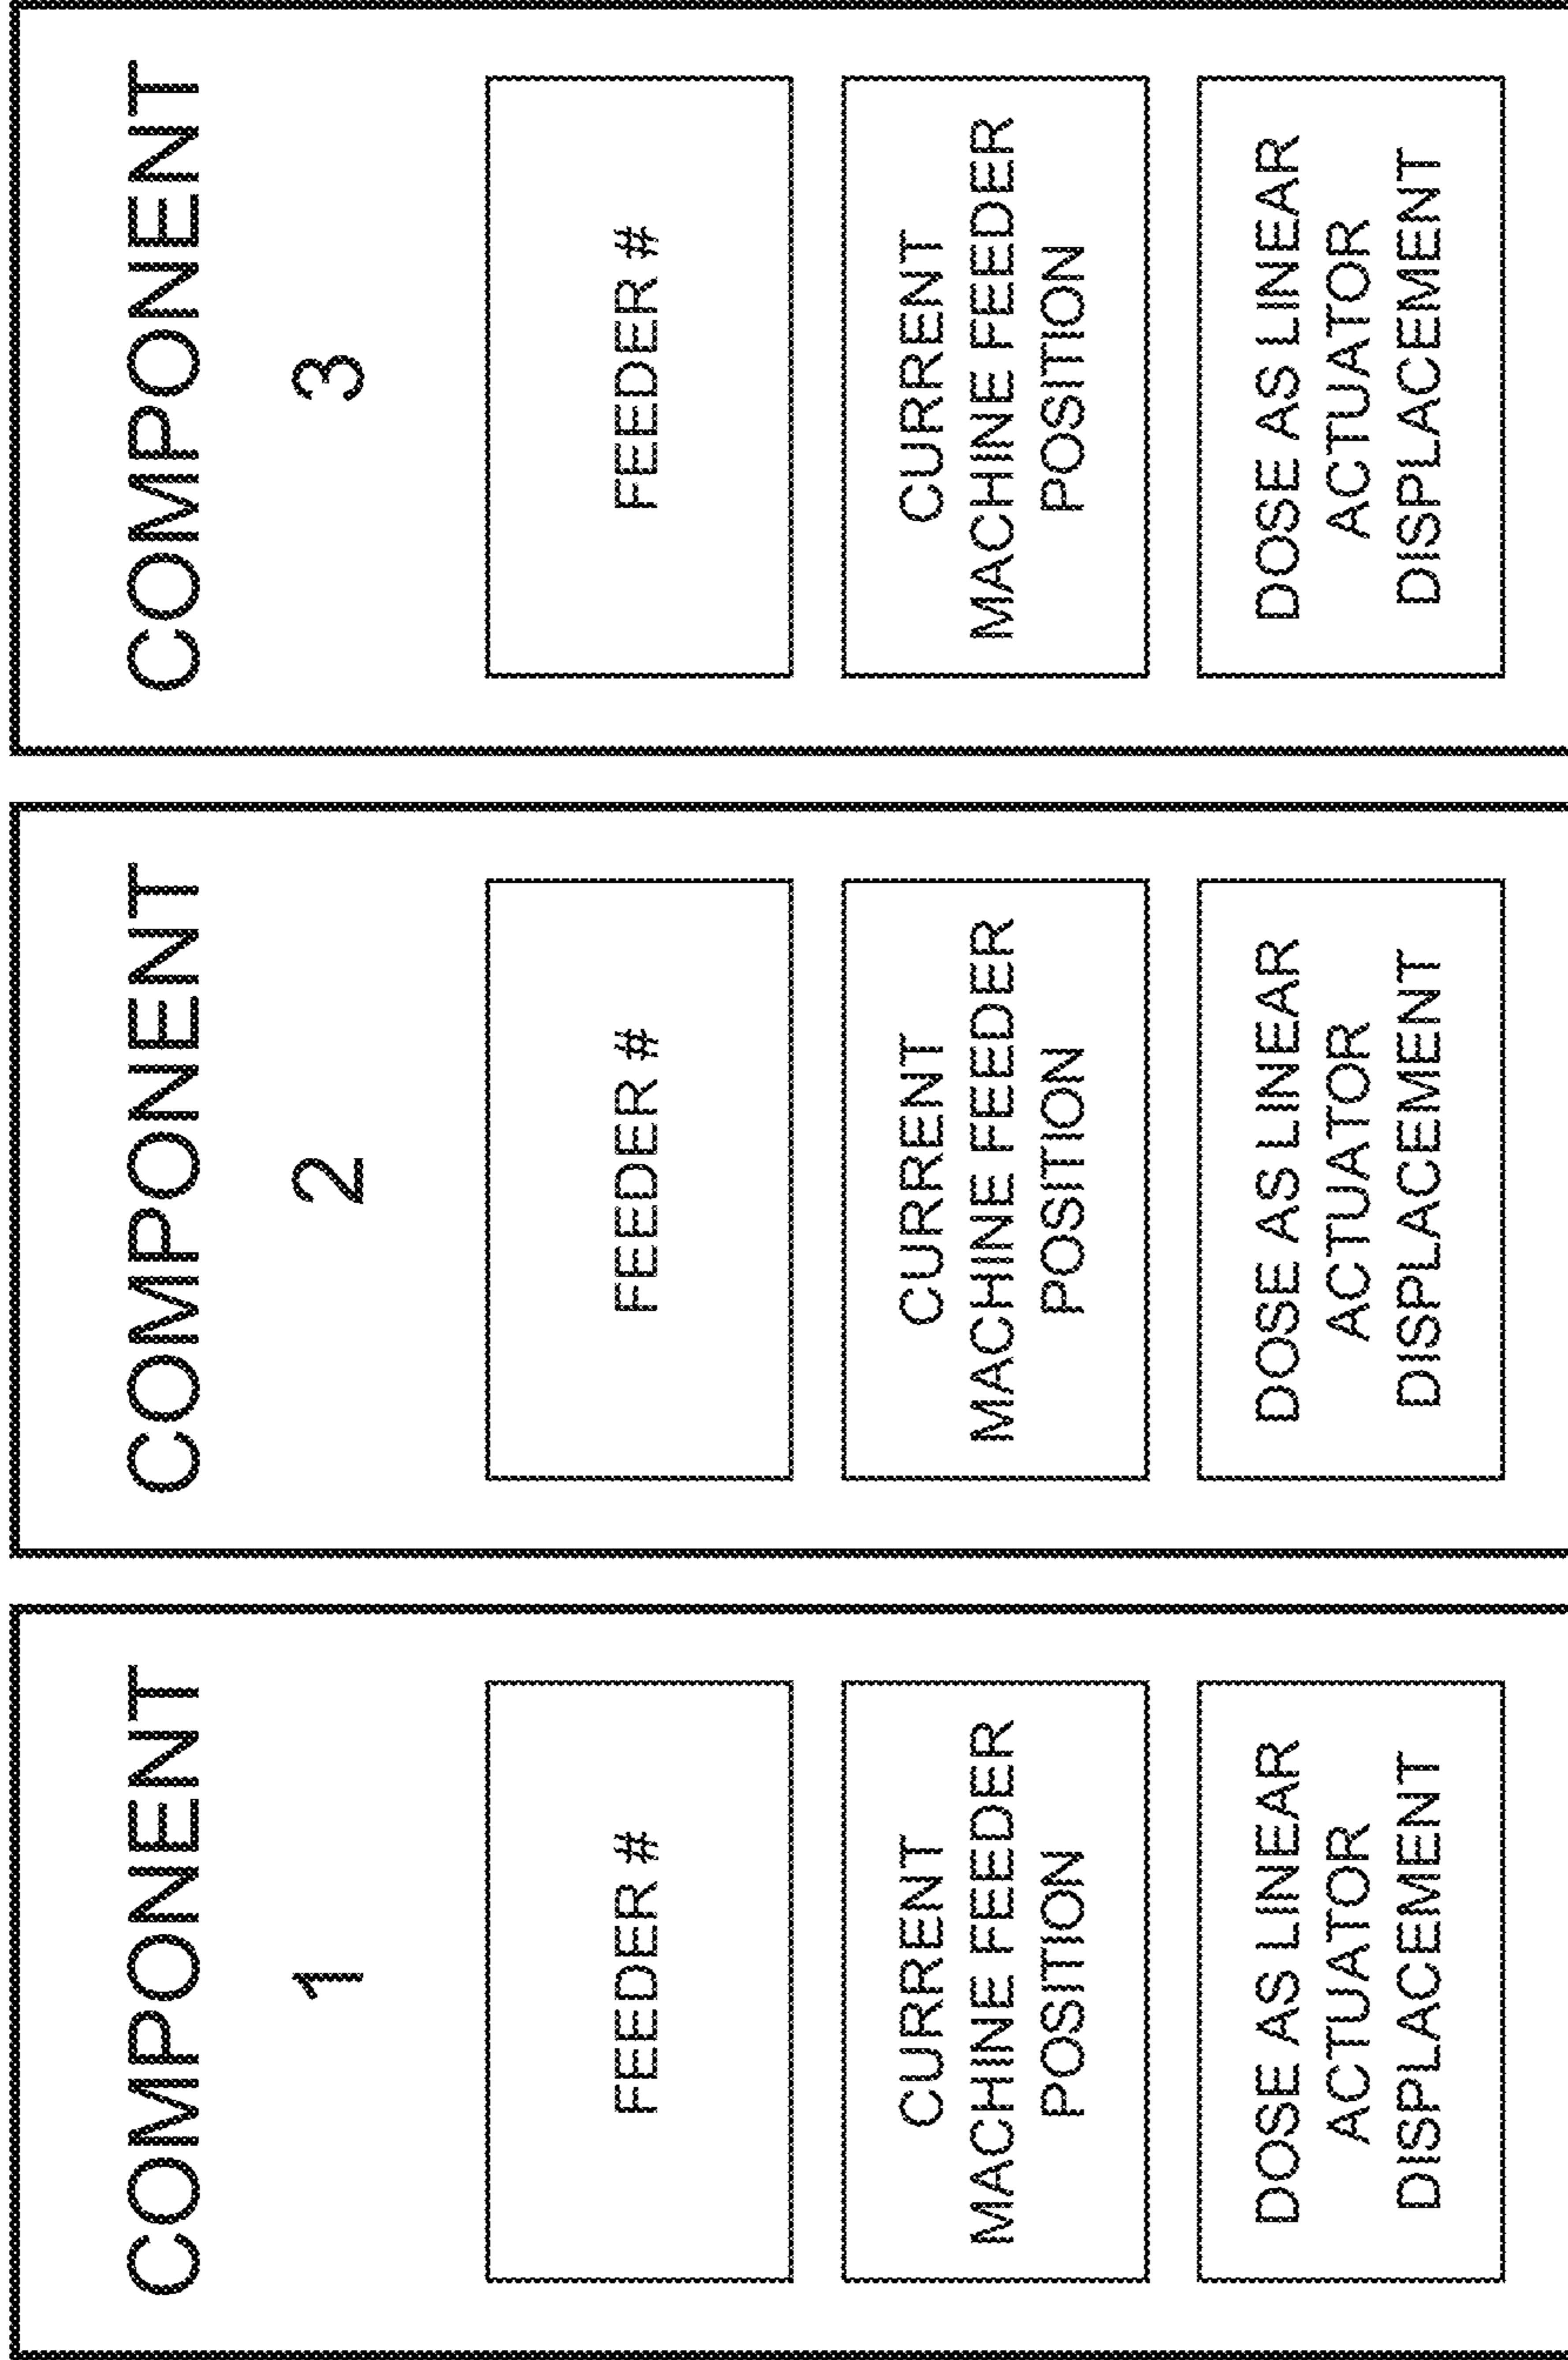 COMPONENT
1
FEEDER #
CURRENT
MACHINE FEEDER
POSITION
DOSE AS LINEAR
ACTUATOR
DISPLACEMENT
COMPONENT
2
FEEDER #
CURRENT
MACHINE FEEDER
POSITION
DOSE AS LINEAR
ACTUATOR
DISPLACEMENT
COMPONENT
3
FEEDER #
CURRENT
MACHINE FEEDER
POSITION
DOSE AS LINEAR
ACTUATOR
DISPLACEMENT